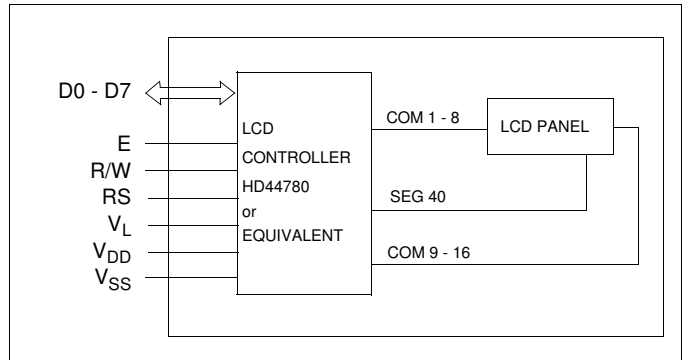 D0 - D7
E
R/W
RS
VL
VDD
VSS
LCD
CONTROLLER
HD44780
or
EQUIVALENT
COM 1 - 8
SEG 40
COM 9 - 16
LCD PANEL